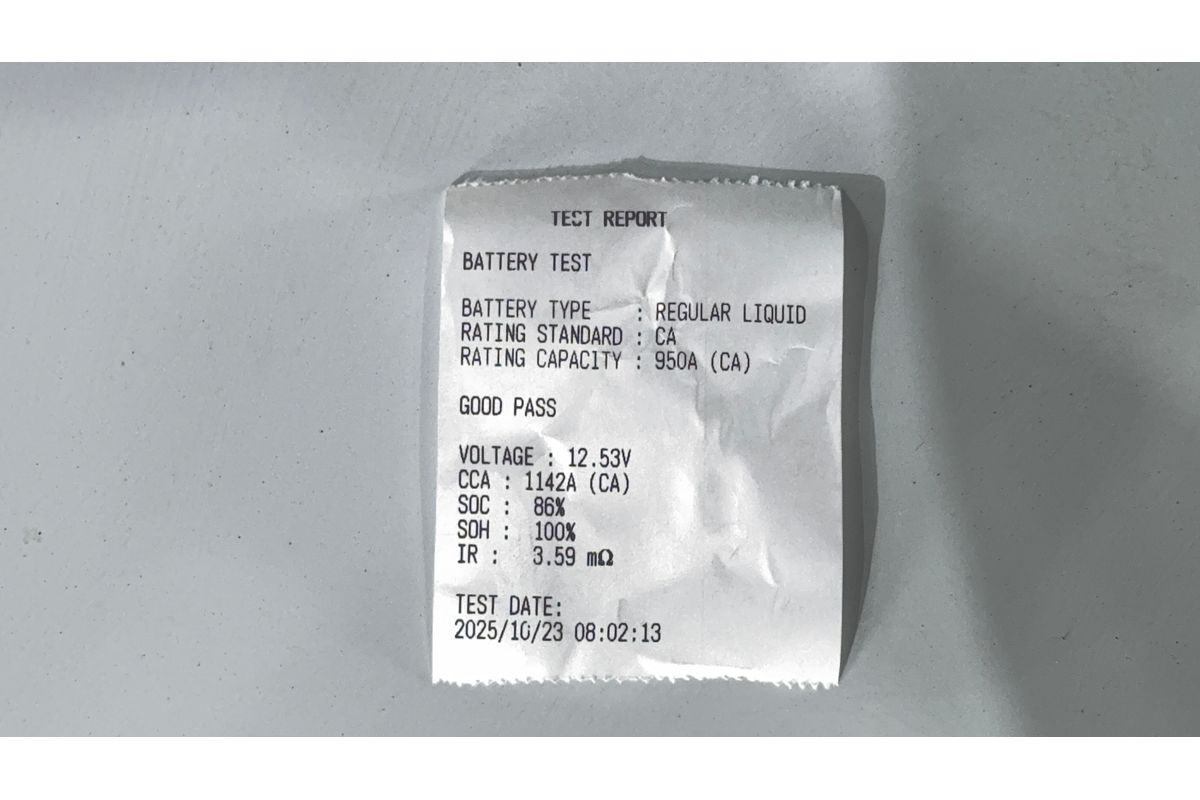 TEST REPORT
BATTERY TEST
BATTERY TYPE : REGULAR LIQUID
RATING STANDARD : CA
RATING CAPACITY : 950A (CA)
GOOD PASS
VOLTAGE : 12.53V
CCA : 1142A (CA)
SOC : 86%
SOH : 100%
IR : 3.59 mΩ
TEST DATE:
2025/10/23 08:02:13